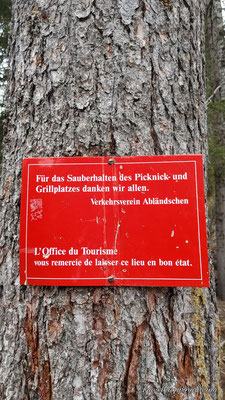 Für das Sauberhalten des Picknick- und
Grillplatzes danken wir allen.
Verkehrsverein Abländschen
L'Office du Tourisme
vous remercie de laisser ce lieu en bon état.